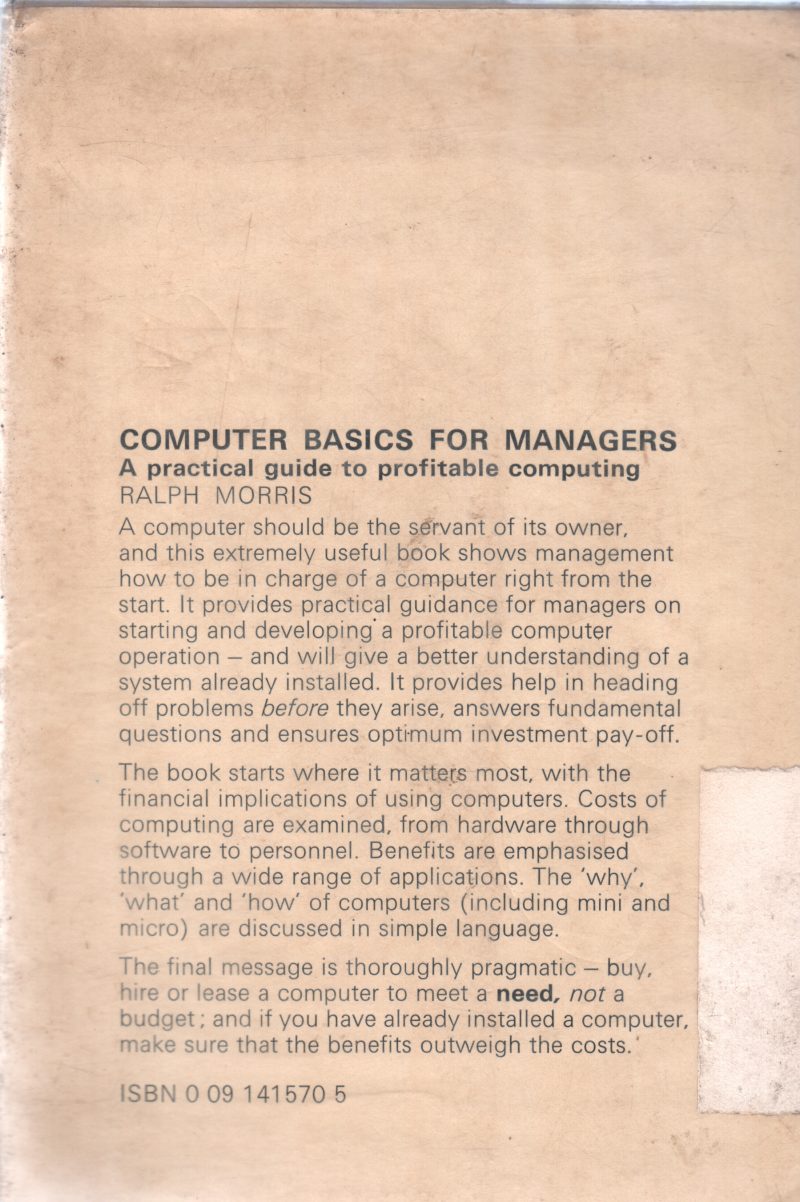 COMPUTER BASICS FOR MANAGERS
A practical guide to profitable computing
RALPH MORRIS
A computer should be the servant of its owner,
and this extremely useful book shows management
how to be in charge of a computer right from the
start. It provides practical guidance for managers on
starting and developing a profitable computer
operation – and will give a better understanding of a
system already installed. It provides help in heading
off problems before they arise, answers fundamental
questions and ensures optimum investment pay-off.
The book starts where it matters most, with the
financial implications of using computers. Costs of
computing are examined, from hardware through
software to personnel. Benefits are emphasised
through a wide range of applications. The 'why',
'what' and 'how' of computers (including mini and
micro) are discussed in simple language.
The final message is thoroughly pragmatic – buy,
hire or lease a computer to meet a need, not a
budget; and if you have already installed a computer,
make sure that the benefits outweigh the costs.
ISBN 0 09 141570 5